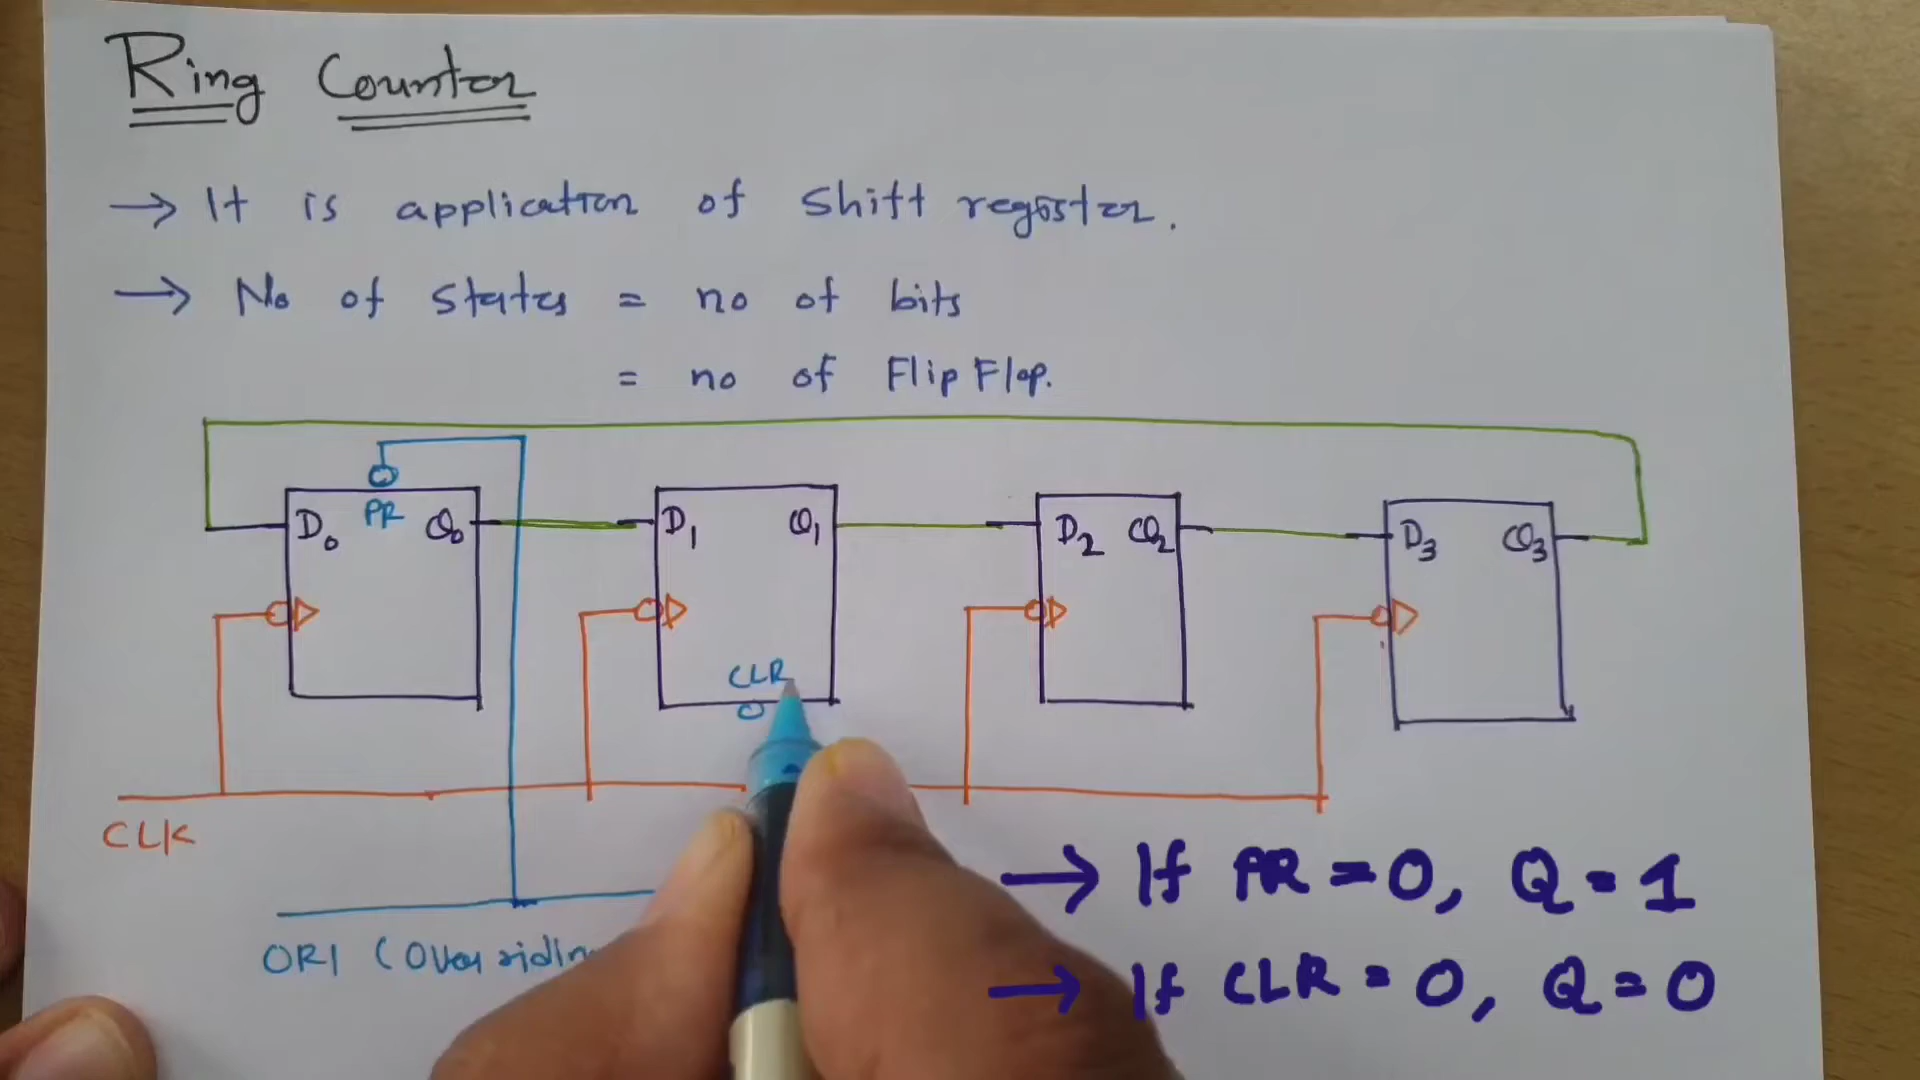 Ring Counter
→ It is application of Shift register.
→ No of states = no of bits
= no of Flip Flop.
PR
D₀ Q₀ D₁ Q₁ D₂ Q₂ D₃ Q₃
CLR
CLK
→ If PR = 0, Q = 1
ORI (Overriding
→ If CLR = 0, Q = 0